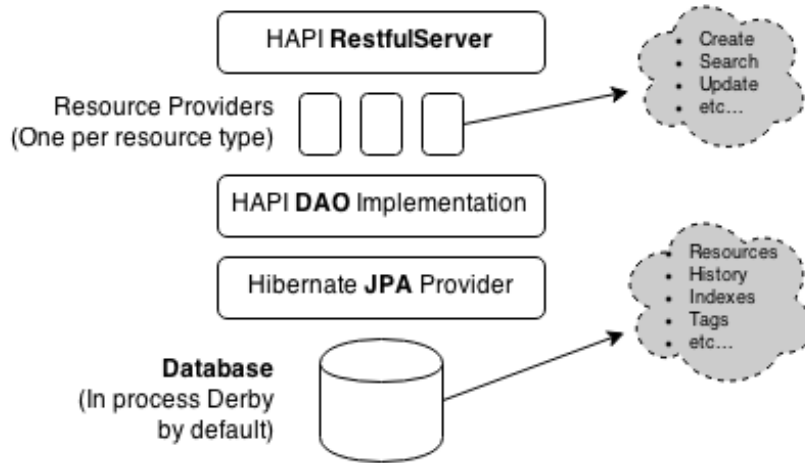 HAPI RestfulServer
Resource Providers
(One per resource type)
• Create
• Search
• Update
• etc...
HAPI DAO Implementation
Hibernate JPA Provider
• Resources
• History
• Indexes
• Tags
• etc...
Database
(In process Derby
by default)